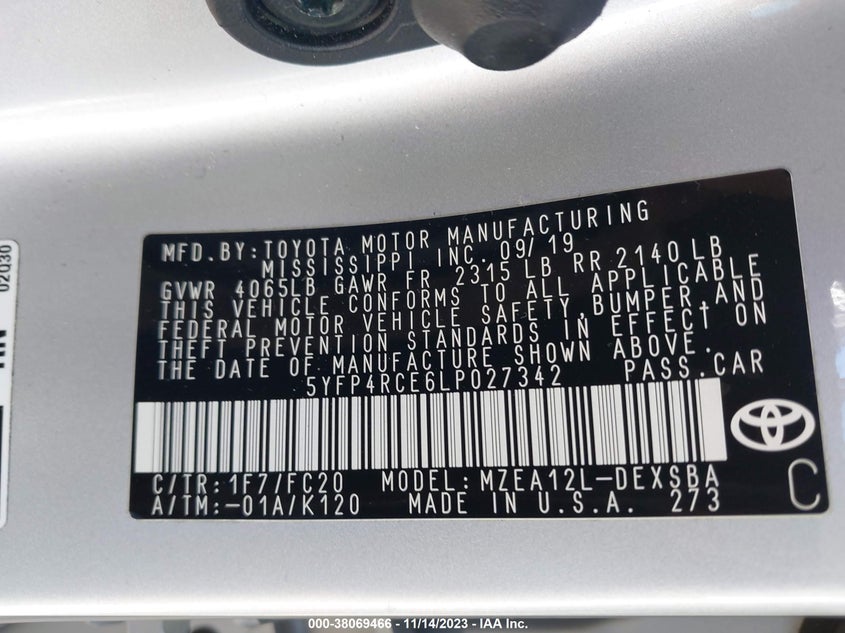 MFD.BY:TOYOTA MOTOR MANUFACTURING
MISSISSIPPI INC. 09/19
GVWR 4065LB GAWR FR 2315 LB RR 2140 LB
THIS VEHICLE CONFORMS TO ALL APPLICABLE
FEDERAL MOTOR VEHICLE SAFETY,BUMPER,AND
THEFT PREVENTION STANDARDS IN EFFECT ON
THE DATE OF MANUFACTURE SHOWN ABOVE.
5YFP4RCE6LP027342 PASS.CAR
C/TR:1F7/FC20 MODEL:MZEA12L-DEXSBA
A/TM:-01A/K120 MADE IN U.S.A. 273
C
02030
000-38069466 - 11/14/2023 - IAA Inc.